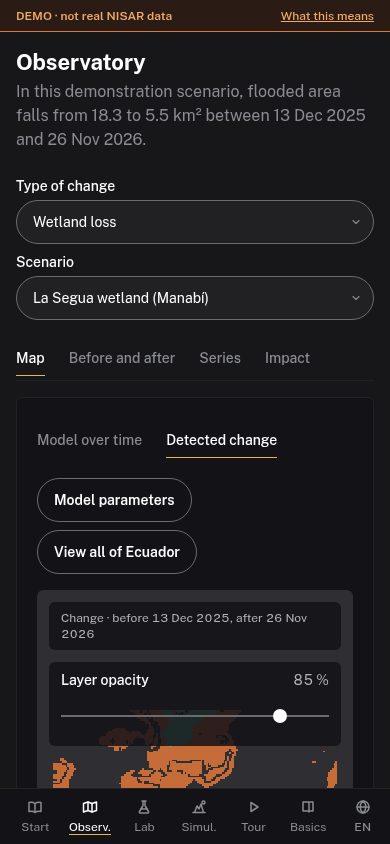 DEMO · not real NISAR data
What this means
Observatory
In this demonstration scenario, flooded area
falls from 18.3 to 5.5 km² between 13 Dec 2025
and 26 Nov 2026.
Type of change
Wetland loss
Scenario
La Segua wetland (Manabí)
Map
Before and after
Series
Impact
Model over time
Detected change
Model parameters
View all of Ecuador
Change · before 13 Dec 2025, after 26 Nov
2026
Layer opacity
85 %
Start
Observ.
Lab
Simul.
Tour
Basics
EN